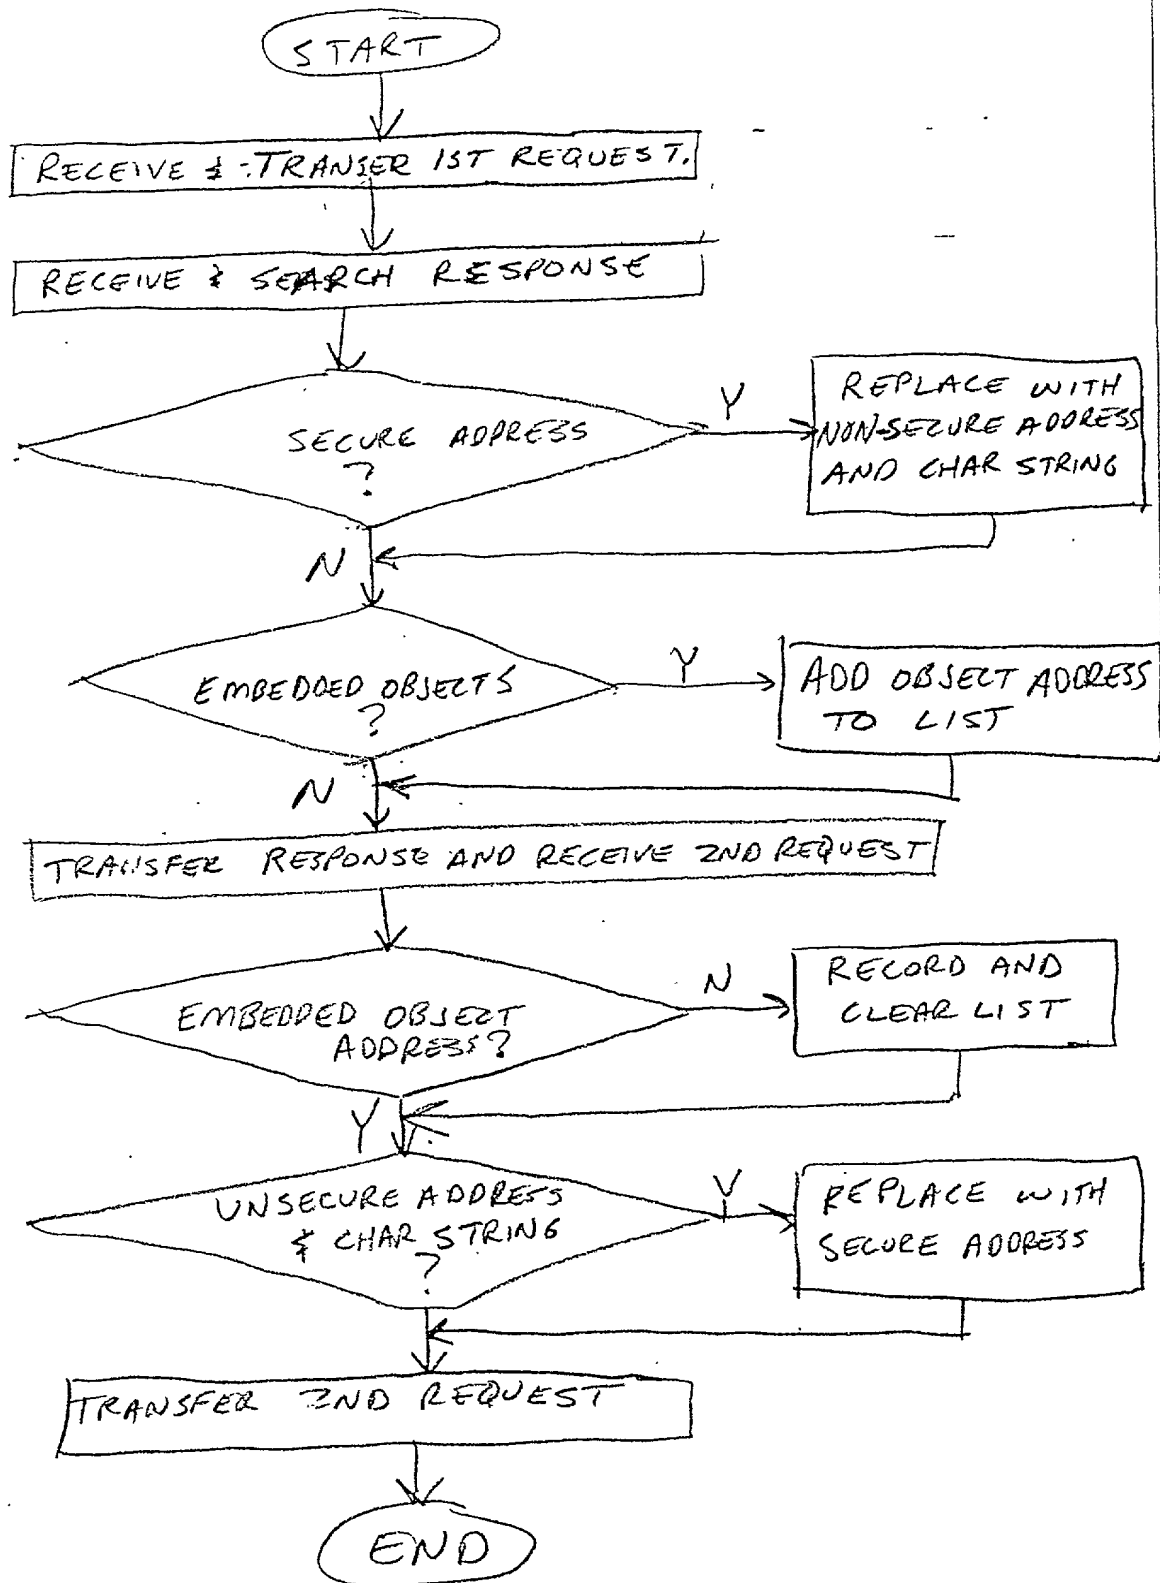 START
RECEIVE & TRANSER 1ST REQUEST.
RECEIVE & SEARCH RESPONSE
SECURE ADDRESS
?
Y
REPLACE WITH
NON-SECURE ADDRESS
AND CHAR STRING
N
EMBEDDED OBJECTS
?
Y
ADD OBJECT ADDRESS
TO LIST
N
TRANSFER RESPONSE AND RECEIVE 2ND REQUEST
EMBEDDED OBJECT
ADDRESS?
N
RECORD AND
CLEAR LIST
Y
UNSECURE ADDRESS
& CHAR STRING
?
Y
REPLACE WITH
SECURE ADDRESS
TRANSFER 2ND REQUEST
END